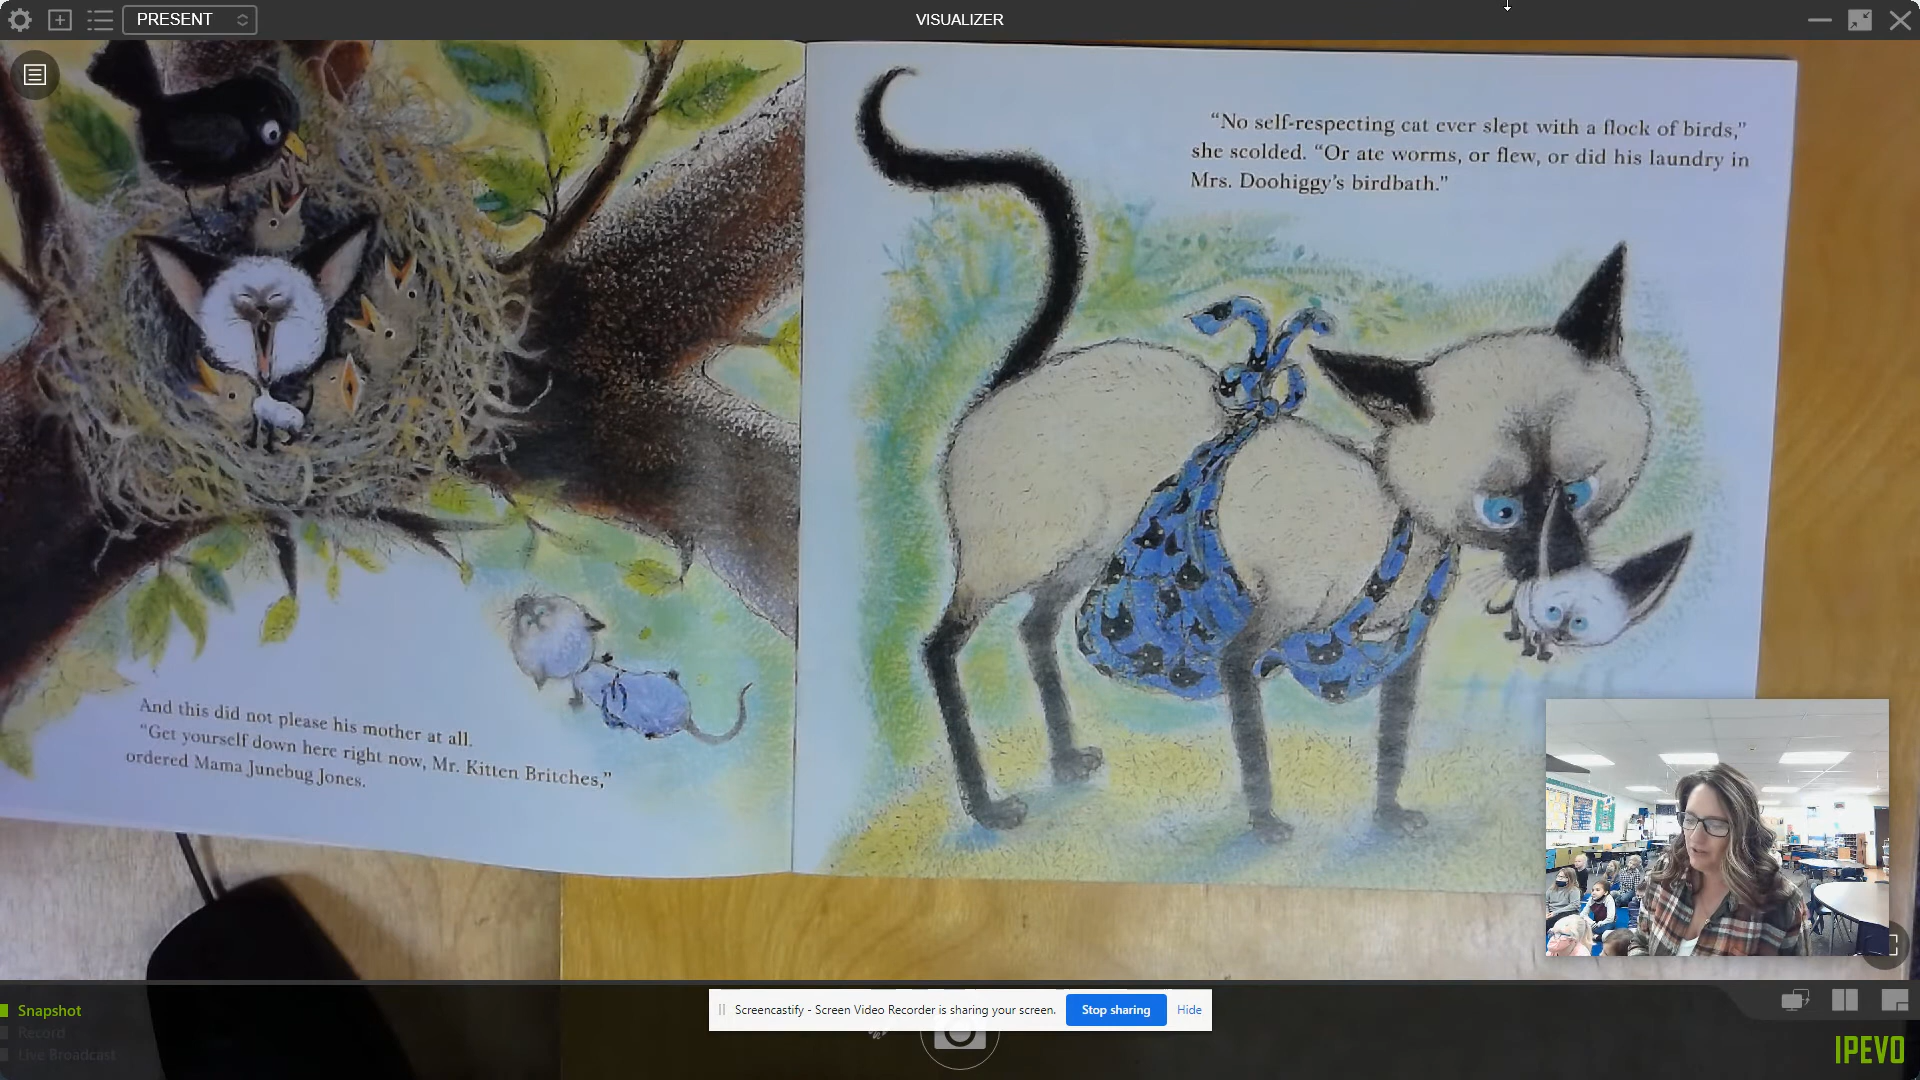 PRESENT
VISUALIZER
“No self-respecting cat ever slept with a flock of birds,”
she scolded. “Or ate worms, or flew, or did his laundry in
Mrs. Doohiggy’s birdbath.”
And this did not please his mother at all.
“Get yourself down here right now, Mr. Kitten Britches,”
ordered Mama Junebug Jones.
Snapshot
Record
Live Broadcast
Screencastify - Screen Video Recorder is sharing your screen.
Stop sharing
Hide
IPEVO